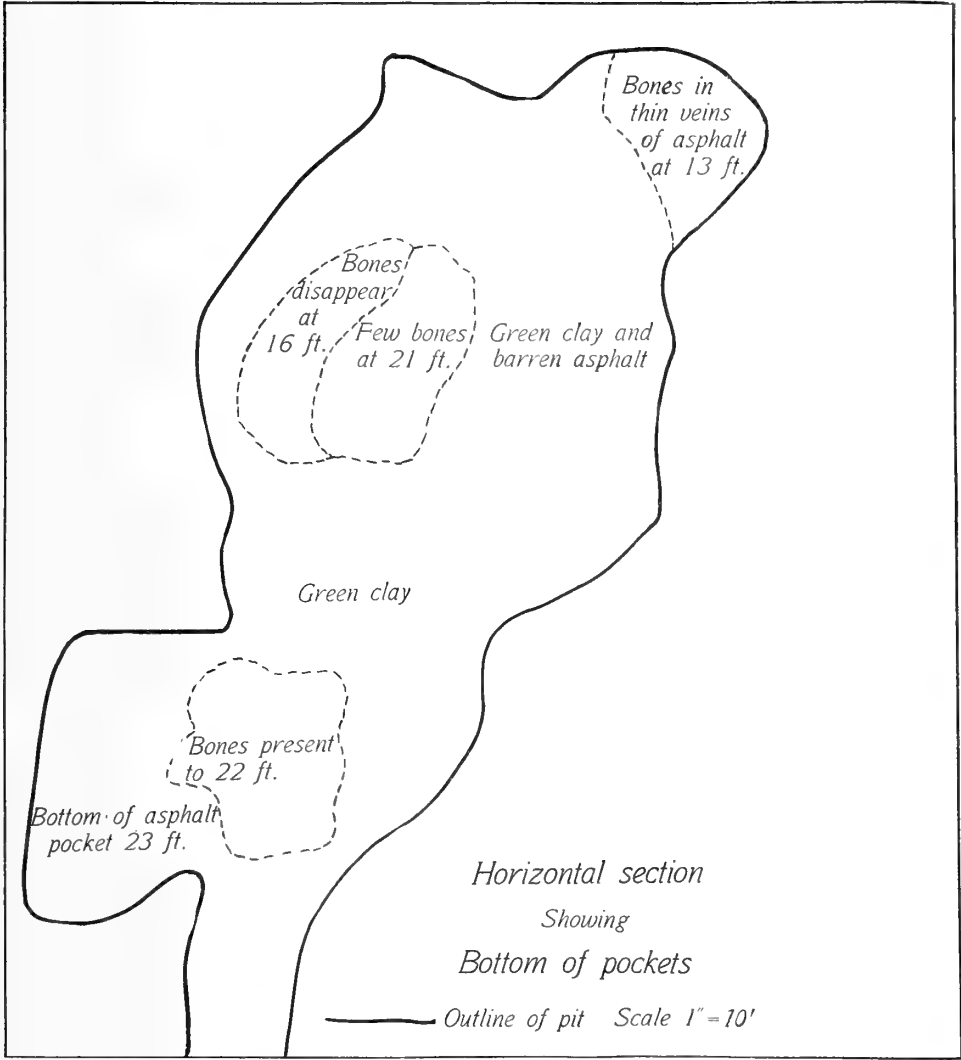 Bones in
thin veins
of asphalt
at 13 ft.
Bones
disappear
at
16 ft.
Few bones
at 21 ft.
Green clay and
barren asphalt
Green clay
Bones present
to 22 ft.
Bottom of asphalt
pocket 23 ft.
Horizontal section
Showing
Bottom of pockets
Outline of pit Scale 1" = 10'